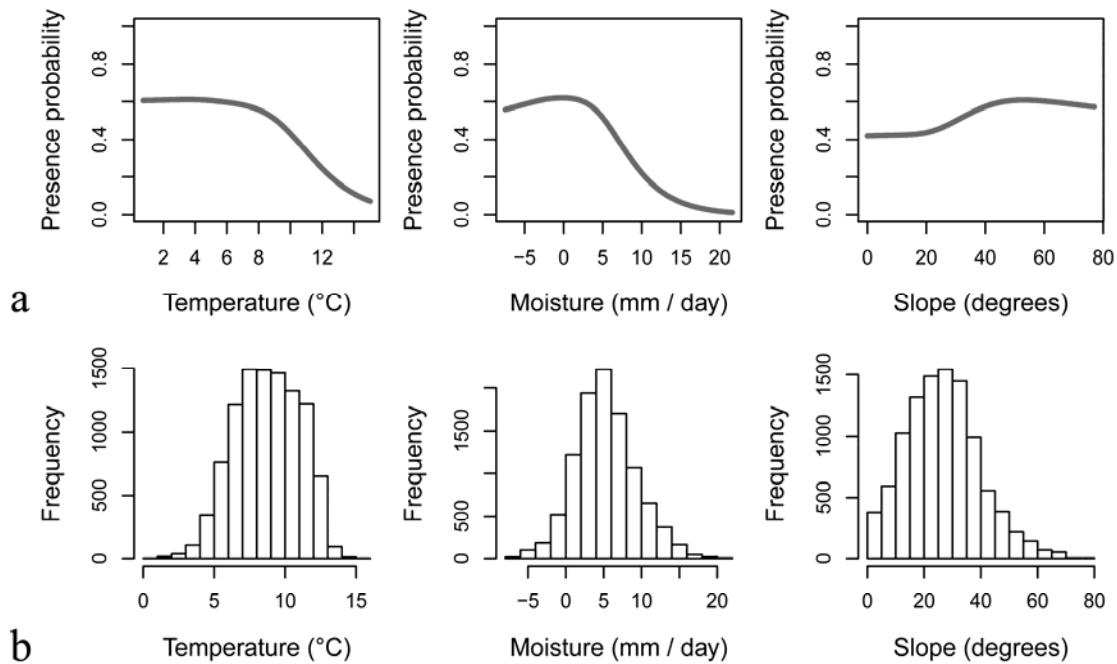 Presence probability
0.0 0.4 0.8
2 4 6 8 12
Temperature (°C)
Presence probability
0.0 0.4 0.8
−5 0 5 10 15 20
Moisture (mm / day)
Presence probability
0.0 0.4 0.8
0 20 40 60 80
Slope (degrees)
a
Frequency
0 500 1000 1500
0 5 10 15
Temperature (°C)
Frequency
0 500 1500
−5 0 5 10 20
Moisture (mm / day)
Frequency
0 500 1000 1500
0 20 40 60 80
Slope (degrees)
b